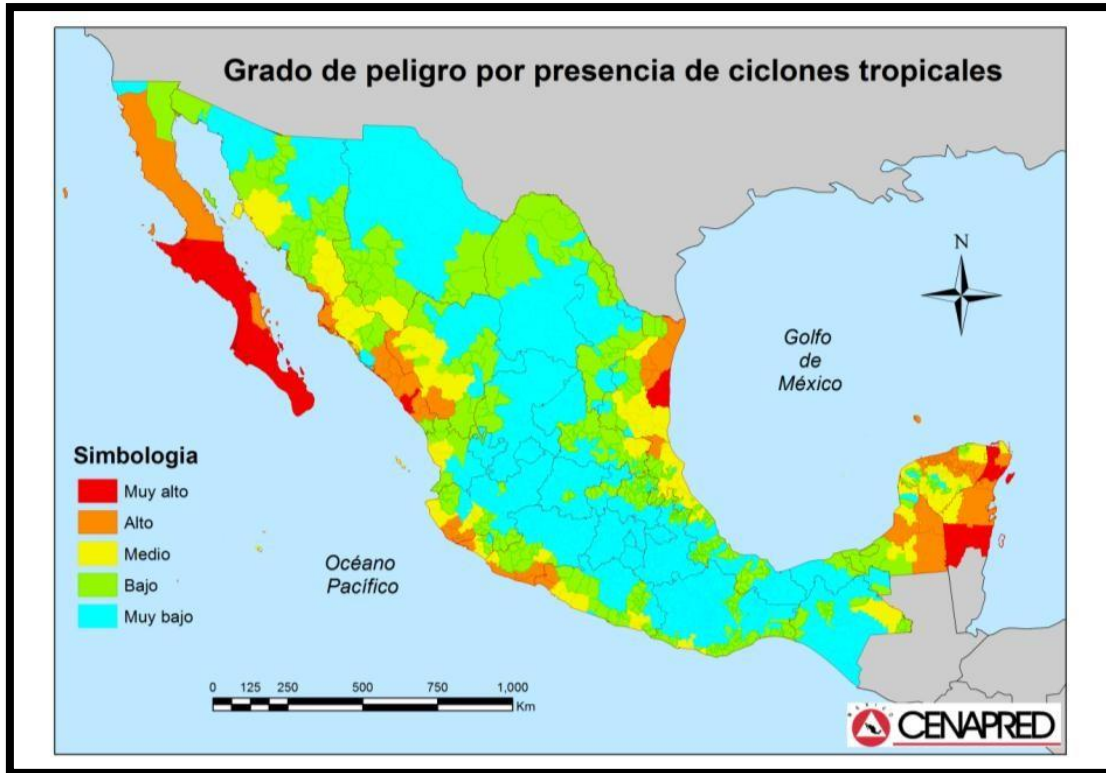 Grado de peligro por presencia de ciclones tropicales
N
Golfo
de
México
Simbologia
Muy alto
Alto
Medio
Bajo
Muy bajo
Océano
Pacífico
0 125 250 500 750 1,000
Km
MÉXICO
CENAPRED